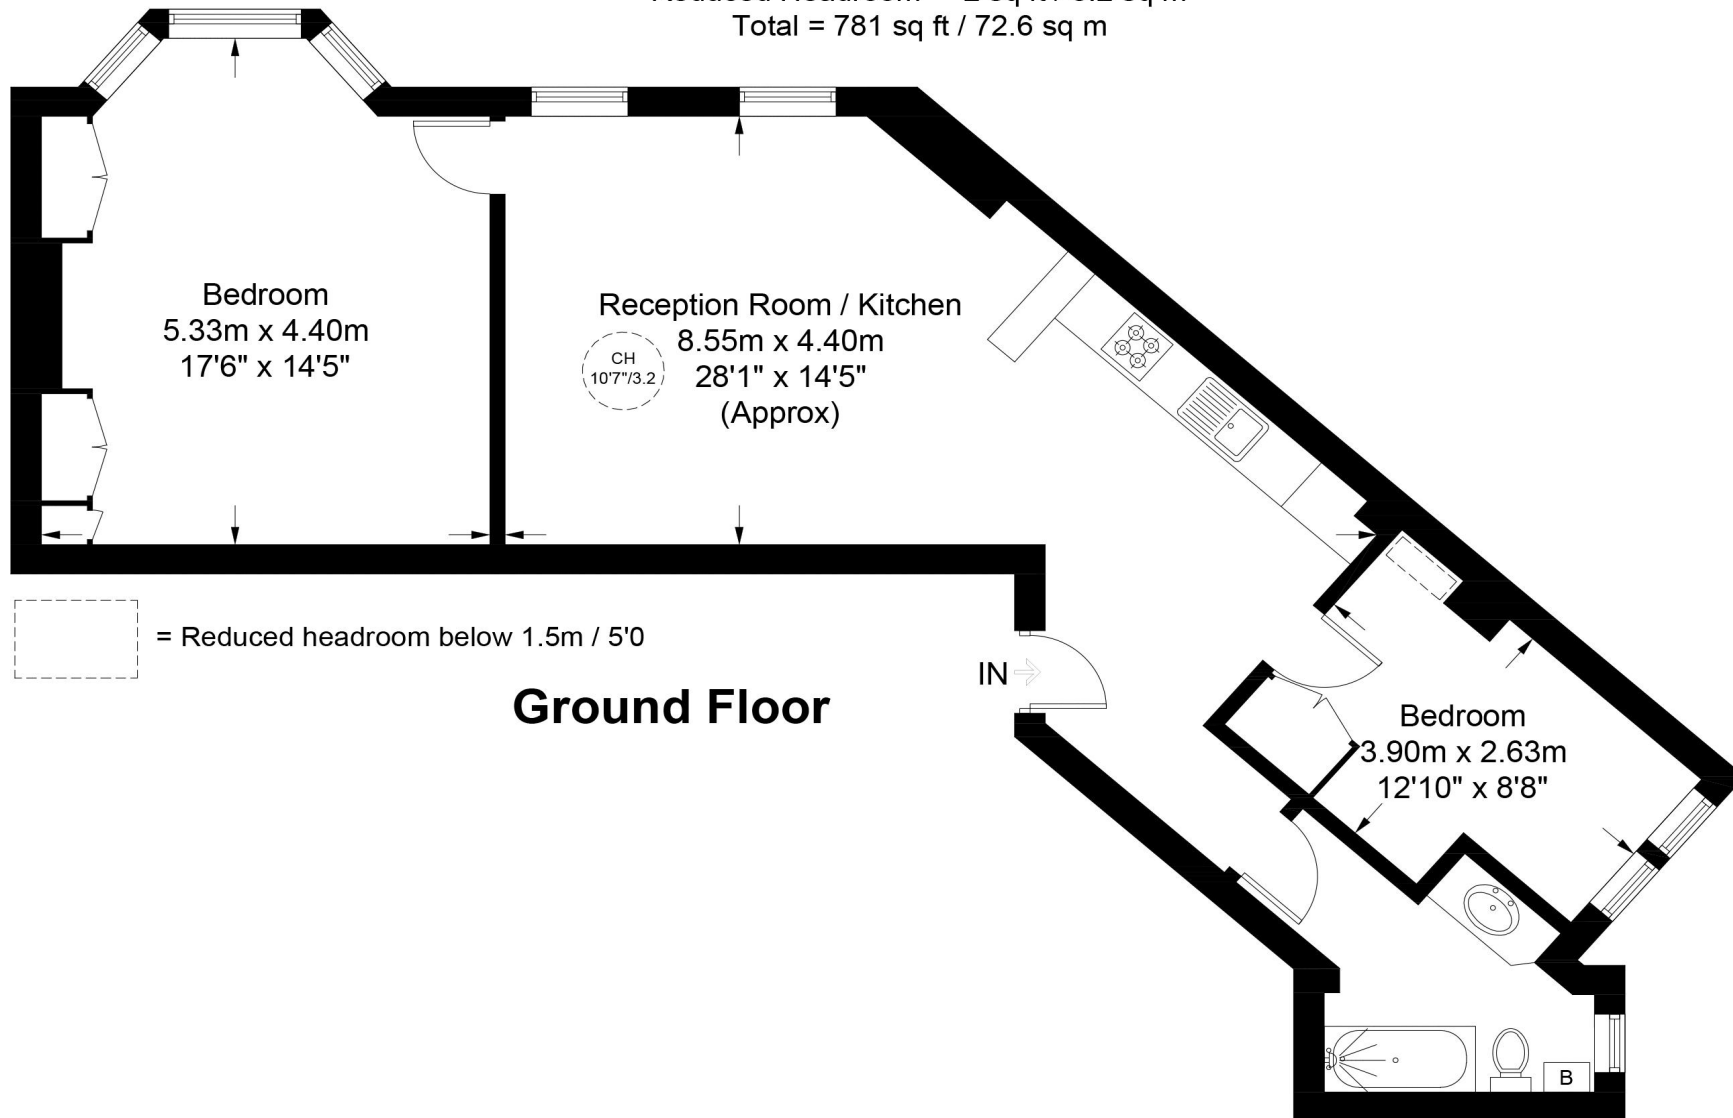 Total = 781 sq ft / 72.6 sq m
Bedroom
5.33m x 4.40m
17'6" x 14'5"
Reception Room / Kitchen
8.55m x 4.40m
28'1" x 14'5"
(Approx)
CH
10'7"/3.2
= Reduced headroom below 1.5m / 5'0
IN
Ground Floor
Bedroom
3.90m x 2.63m
12'10" x 8'8"
B